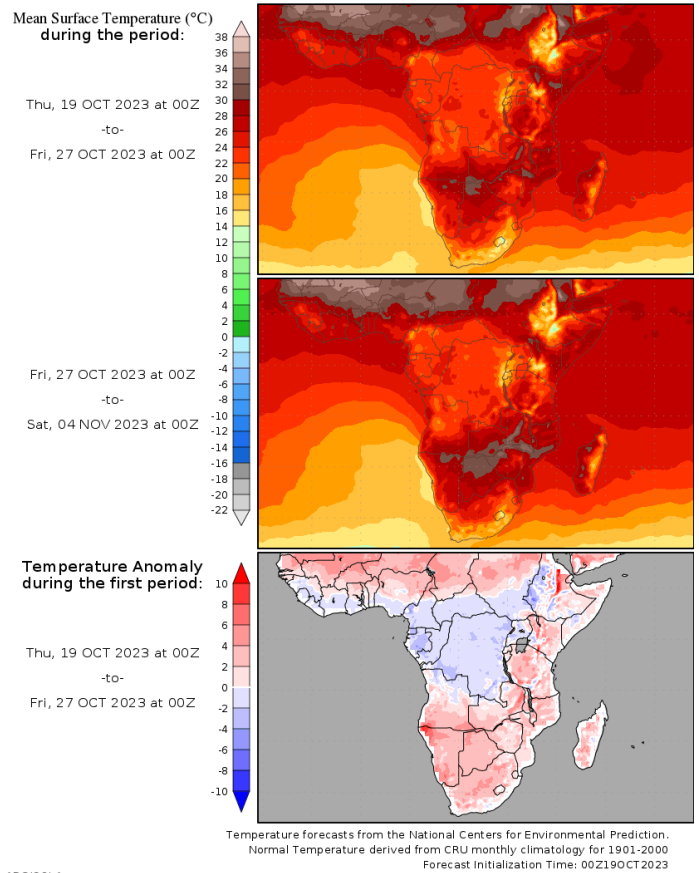 Mean Surface Temperature (°C)
during the period:
Thu, 19 OCT 2023 at 00Z
-to-
Fri, 27 OCT 2023 at 00Z
38
36
34
32
30
28
26
24
22
20
18
16
14
12
10
8
6
4
2
0
-2
-4
-6
-8
-10
-12
-14
-16
-18
-20
-22
Fri, 27 OCT 2023 at 00Z
-to-
Sat, 04 NOV 2023 at 00Z
Temperature Anomaly
during the first period:
Thu, 19 OCT 2023 at 00Z
-to-
Fri, 27 OCT 2023 at 00Z
10
8
6
4
2
0
-2
-4
-6
-8
-10
Temperature forecasts from the National Centers for Environmental Prediction.
Normal Temperature derived from CRU monthly climatology for 1901-2000
Forecast Initialization Time: 00Z19OCT2023